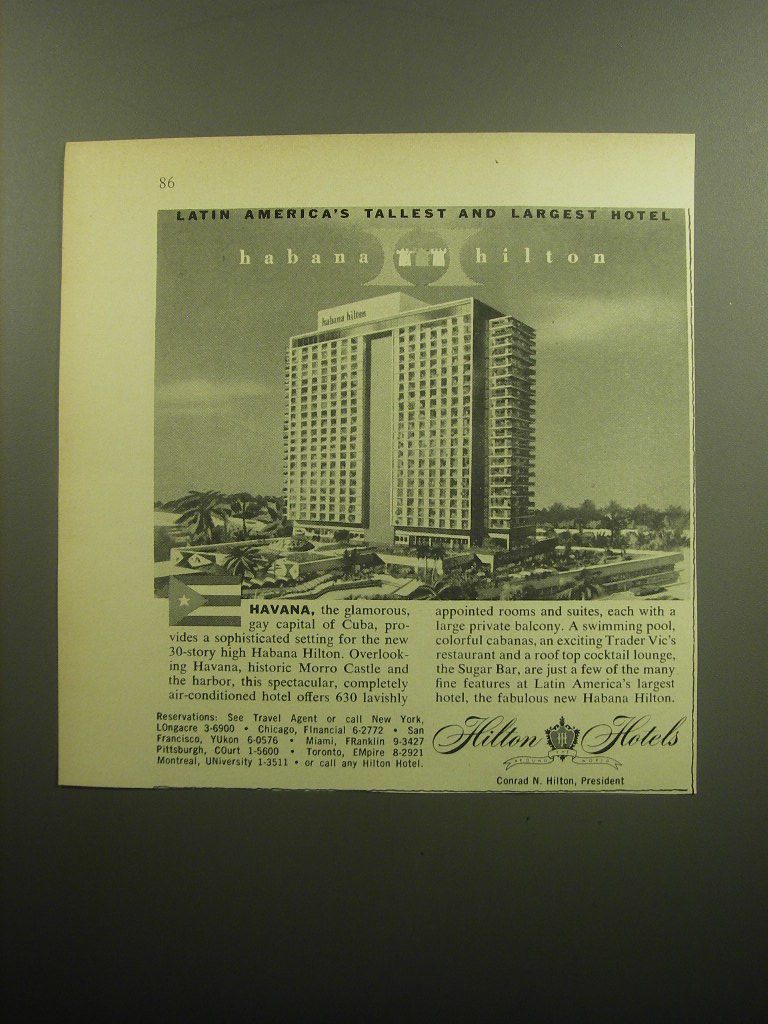 86
LATIN AMERICA'S TALLEST AND LARGEST HOTEL
habana hilton
habana hilton
HAVANA, the glamorous,
gay capital of Cuba, pro-
vides a sophisticated setting for the new
30-story high Habana Hilton. Overlook-
ing Havana, historic Morro Castle and
the harbor, this spectacular, completely
air-conditioned hotel offers 630 lavishly
appointed rooms and suites, each with a
large private balcony. A swimming pool,
colorful cabanas, an exciting Trader Vic's
restaurant and a roof top cocktail lounge,
the Sugar Bar, are just a few of the many
fine features at Latin America's largest
hotel, the fabulous new Habana Hilton.
Reservations: See Travel Agent or call New York,
LOngacre 3-6900 • Chicago, FInancial 6-2772 • San
Francisco, YUkon 6-0576 • Miami, FRanklin 9-3427
Pittsburgh, COurt 1-5600 • Toronto, EMpire 8-2921
Montreal, UNiversity 1-3511 • or call any Hilton Hotel.
Hilton Hotels
AROUND THE WORLD
Conrad N. Hilton, President